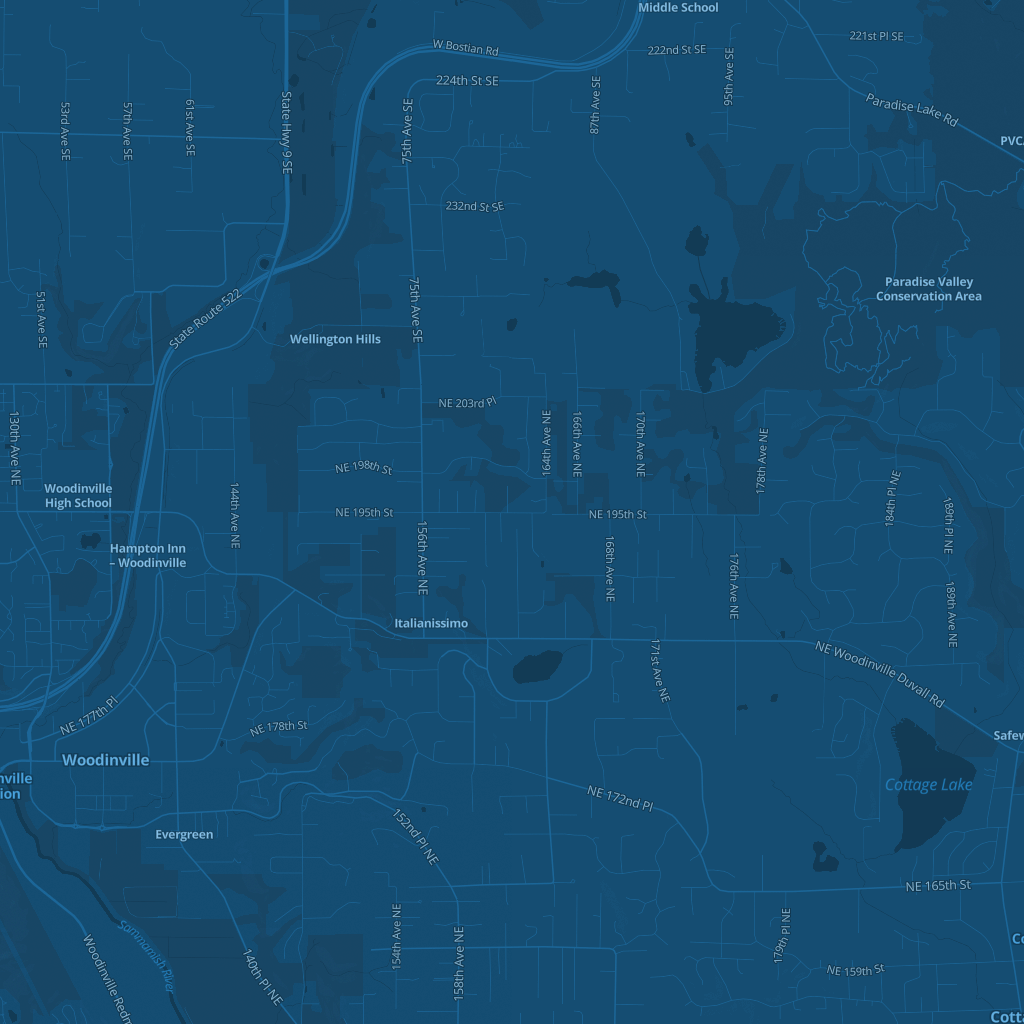 Middle School
221st Pl SE
W Bostian Rd
222nd St SE
224th St SE
95th Ave SE
87th Ave SE
Paradise Lake Rd
53rd Ave SE
57th Ave SE
61st Ave SE
State Hwy 9 SE
75th Ave SE
232nd St SE
Paradise Valley
Conservation Area
51st Ave SE
State Route 522
75th Ave SE
Wellington Hills
NE 203rd Pl
130th Ave NE
164th Ave NE
166th Ave NE
170th Ave NE
178th Ave NE
NE 198th St
Woodinville
High School
144th Ave NE
184th Pl NE
189th Pl NE
NE 195th St
NE 195th St
Hampton Inn
– Woodinville
156th Ave NE
168th Ave NE
176th Ave NE
189th Ave NE
Italianissimo
171st Ave NE
NE Woodinville Duvall Rd
NE 177th Pl
NE 178th St
Woodinville
Cottage Lake
NE 172nd Pl
152nd Pl NE
Evergreen
NE 165th St
Sammamish River
154th Ave NE
158th Ave NE
179th Pl NE
140th Pl NE
NE 159th St